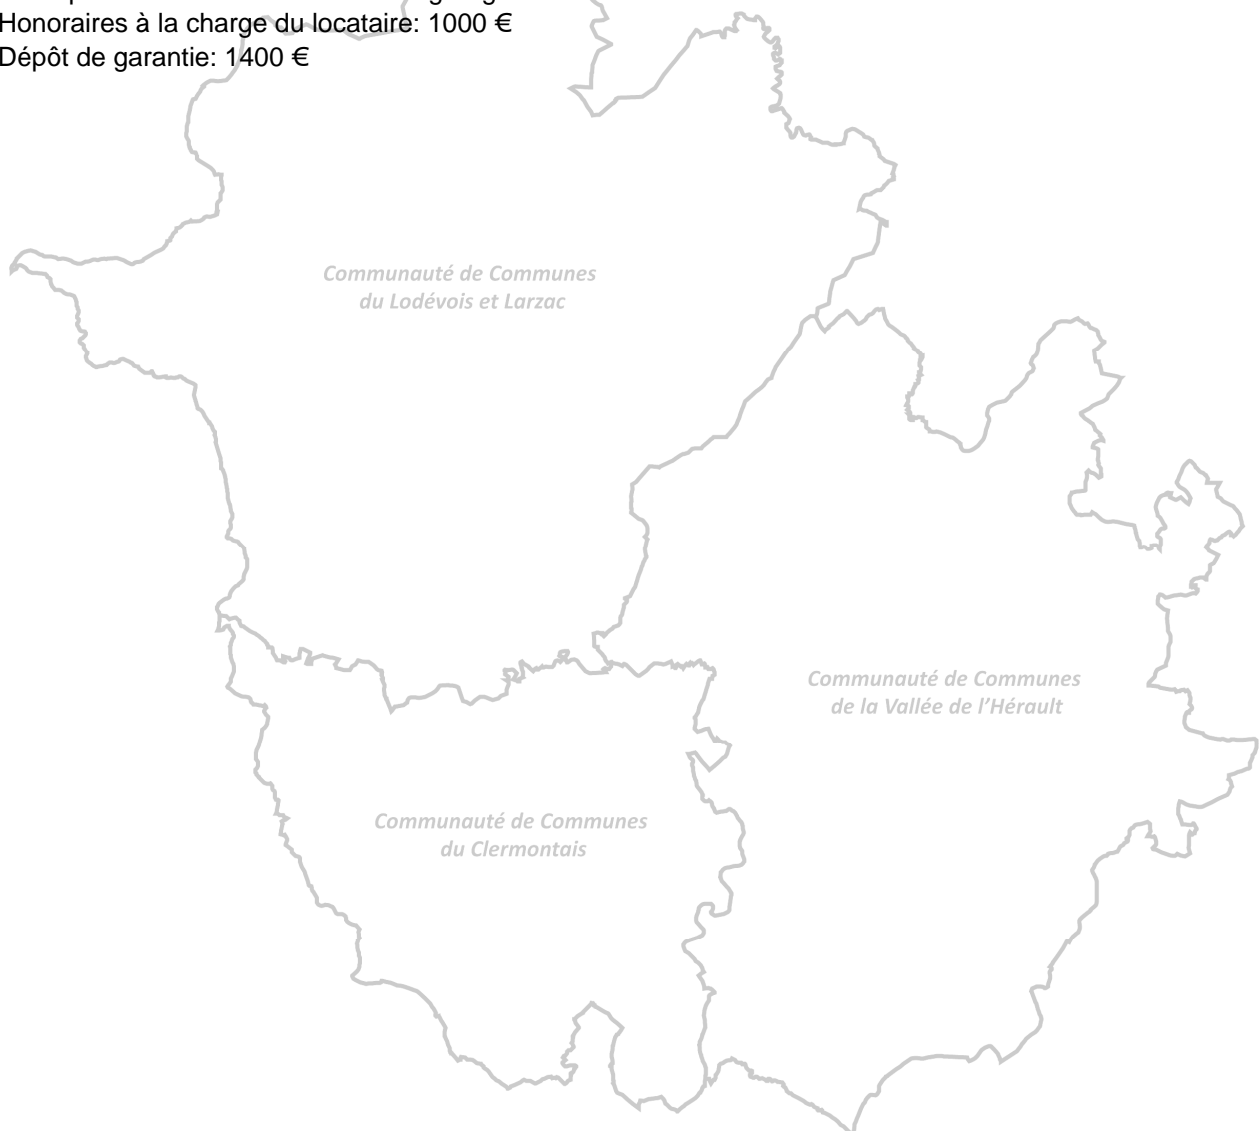 Honoraires à la charge du locataire: 1000 €
Dépôt de garantie: 1400 €
Communauté de Communes
du Lodévois et Larzac
Communauté de Communes
de la Vallée de l'Hérault
Communauté de Communes
du Clermontais